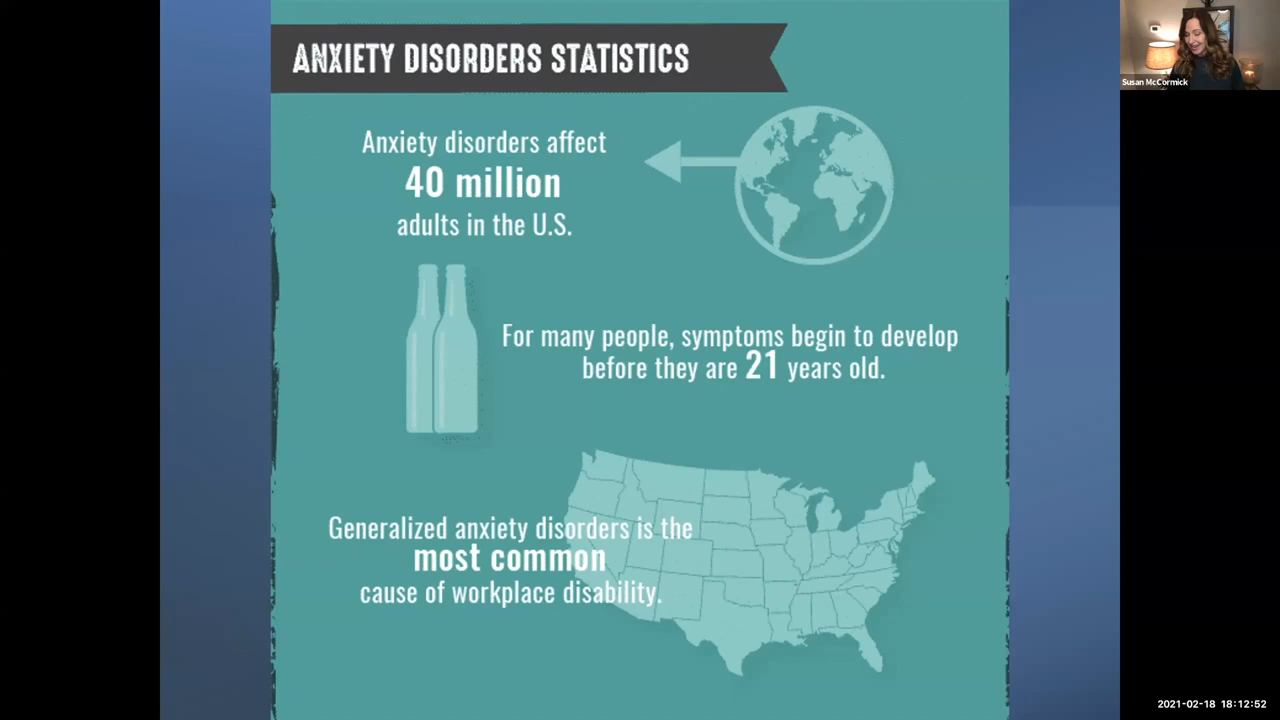 ANXIETY DISORDERS STATISTICS
Susan McCormick
Anxiety disorders affect
40 million
adults in the U.S.
For many people, symptoms begin to develop
before they are 21 years old.
Generalized anxiety disorders is the
most common
cause of workplace disability.
2021-02-18 18:12:52